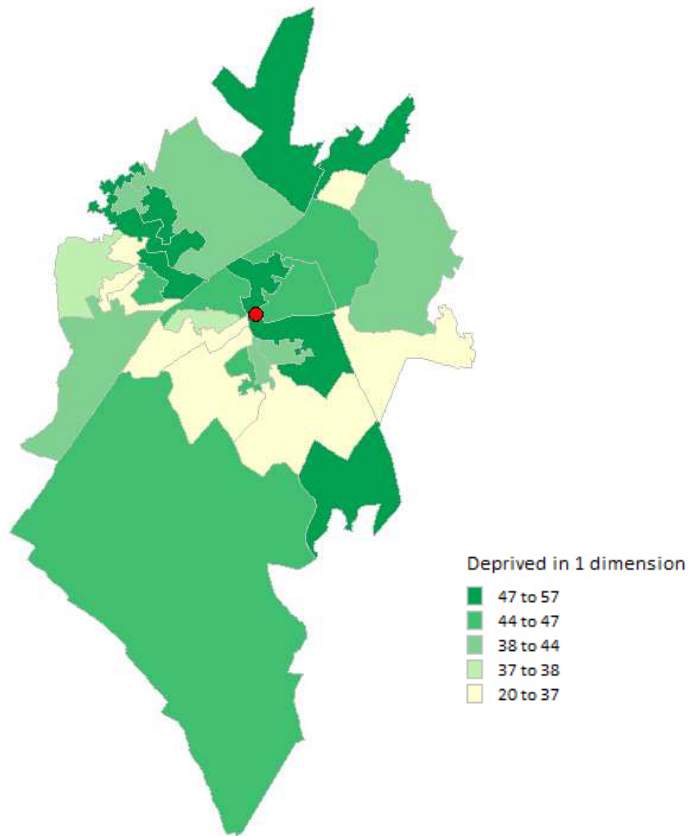 Deprived in 1 dimension
47 to 57
44 to 47
38 to 44
37 to 38
20 to 37